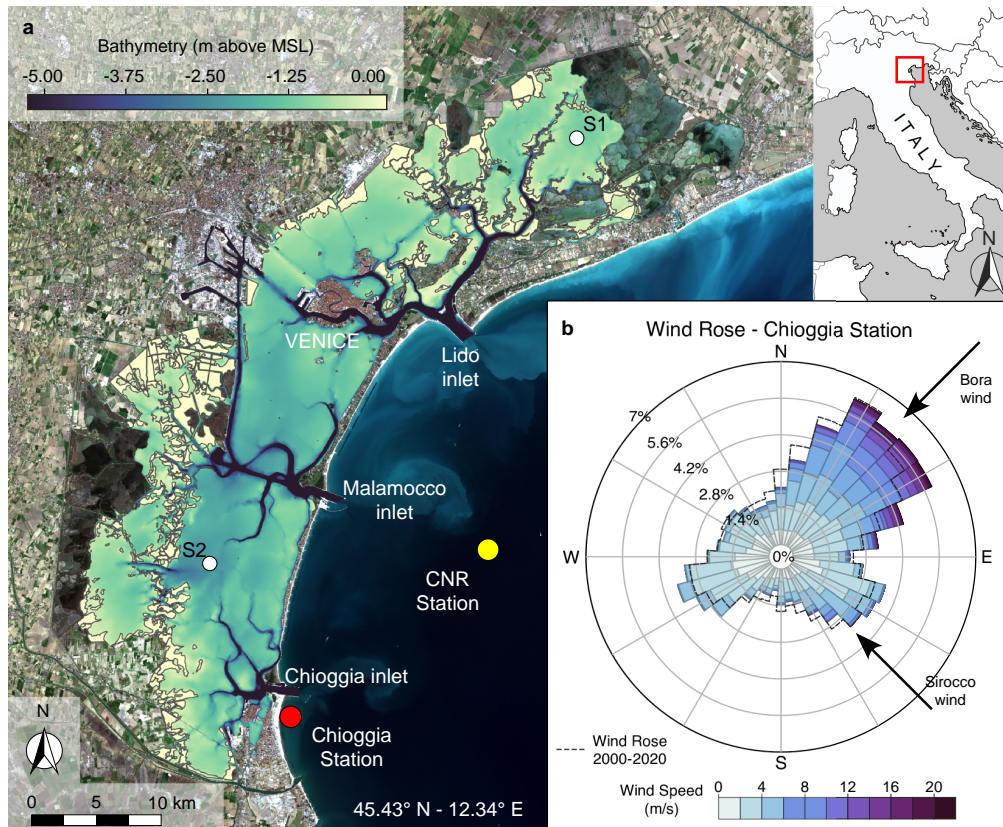 a
Bathymetry (m above MSL)
-5.00 -3.75 -2.50 -1.25 0.00
S1
ITALY
N
VENICE
Lido
inlet
Malamocco
inlet
S2
CNR
Station
Chioggia inlet
Chioggia
Station
N
0 5 10 km
45.43° N - 12.34° E
b
Wind Rose - Chioggia Station
N
Bora
wind
7%
5.6%
4.2%
2.8%
1.4%
0%
W
E
Sirocco
wind
S
Wind Rose
2000-2020
Wind Speed
(m/s)
0 4 8 12 16 20